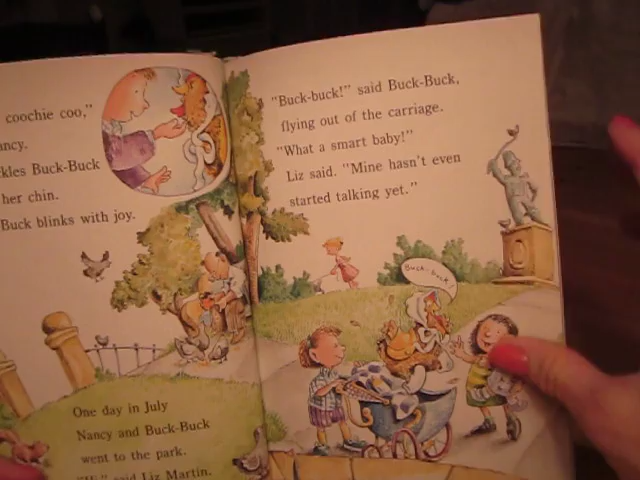 coochie coo,"
Buck-Buck
her chin.
Buck blinks with joy.
One day in July
Nancy and Buck-Buck
went to the park.
said Liz Martin.
"Buck-buck!" said Buck-Buck,
flying out of the carriage.
"What a smart baby!"
Liz said. "Mine hasn't even
started talking yet."
BUCK-BUCK!